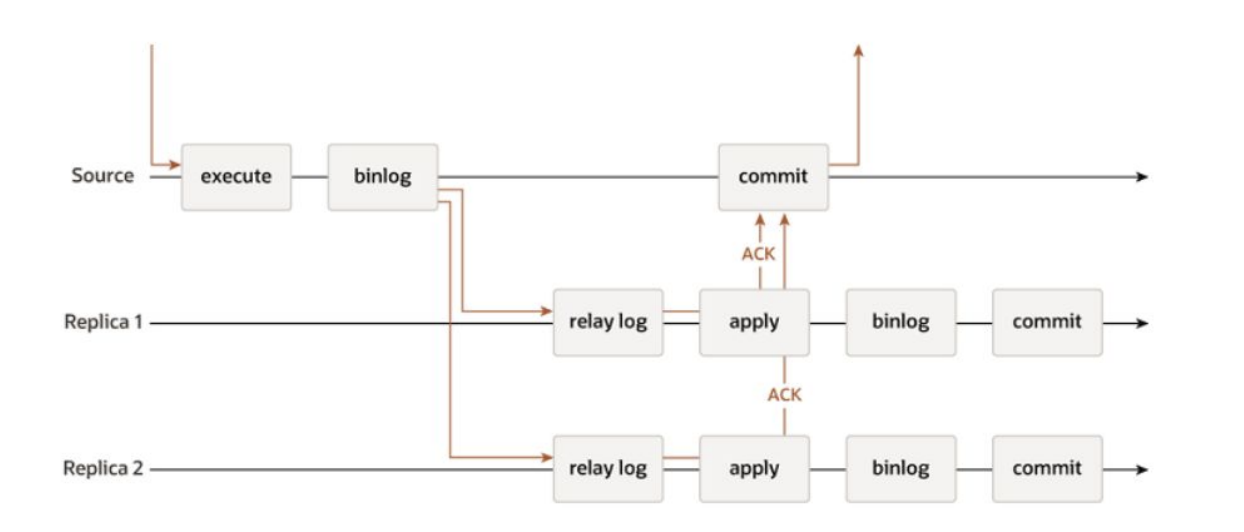 Source execute binlog commit
ACK
Replica 1 relay log apply binlog commit
ACK
Replica 2 relay log apply binlog commit